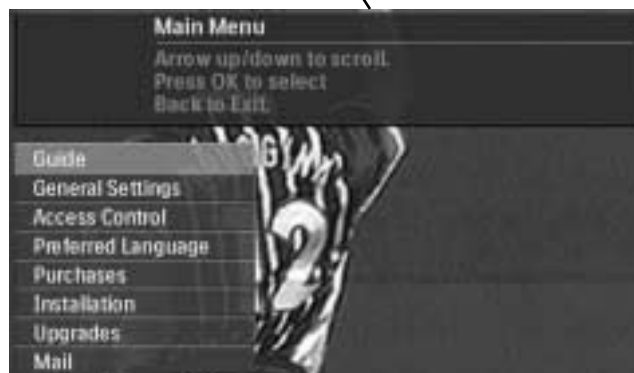 Main Menu
Arrow up/down to scroll.
Press OK to select
Back to Exit.
Guide
General Settings
Access Control
Preferred Language
Purchases
Installation
Upgrades
Mail
2